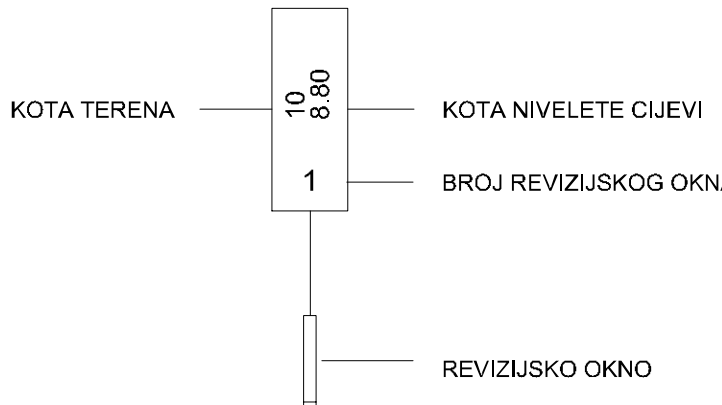 10
8.80
KOTA TERENA
KOTA NIVELETE CIJEVI
1
BROJ REVIZIJSKOG OKNA
REVIZIJSKO OKNO